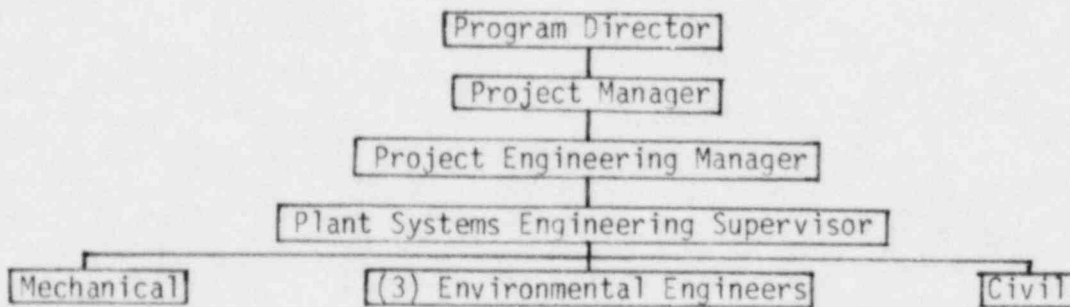 Program Director
Project Manager
Project Engineering Manager
Plant Systems Engineering Supervisor
Mechanical (3) Environmental Engineers Civil